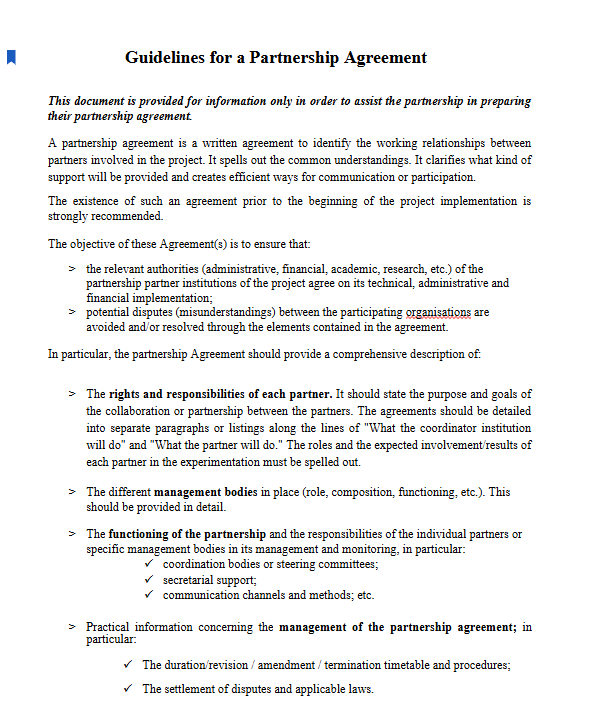 Guidelines for a Partnership Agreement
This document is provided for information only in order to assist the partnership in preparing
their partnership agreement.
A partnership agreement is a written agreement to identify the working relationships between
partners involved in the project. It spells out the common understandings. It clarifies what kind of
support will be provided and creates efficient ways for communication or participation.
The existence of such an agreement prior to the beginning of the project implementation is
strongly recommended.
The objective of these Agreement(s) is to ensure that:
> the relevant authorities (administrative, financial, academic, research, etc.) of the
partnership partner institutions of the project agree on its technical, administrative and
financial implementation;
> potential disputes (misunderstandings) between the participating organisations are
avoided and/or resolved through the elements contained in the agreement.
In particular, the partnership Agreement should provide a comprehensive description of:
> The rights and responsibilities of each partner. It should state the purpose and goals of
the collaboration or partnership between the partners. The agreements should be detailed
into separate paragraphs or listings along the lines of "What the coordinator institution
will do" and "What the partner will do." The roles and the expected involvement/results of
each partner in the experimentation must be spelled out.
> The different management bodies in place (role, composition, functioning, etc.). This
should be provided in detail.
> The functioning of the partnership and the responsibilities of the individual partners or
specific management bodies in its management and monitoring, in particular:
✓ coordination bodies or steering committees;
✓ secretarial support;
✓ communication channels and methods; etc.
> Practical information concerning the management of the partnership agreement; in
particular:
✓ The duration/revision / amendment / termination timetable and procedures;
✓ The settlement of disputes and applicable laws.